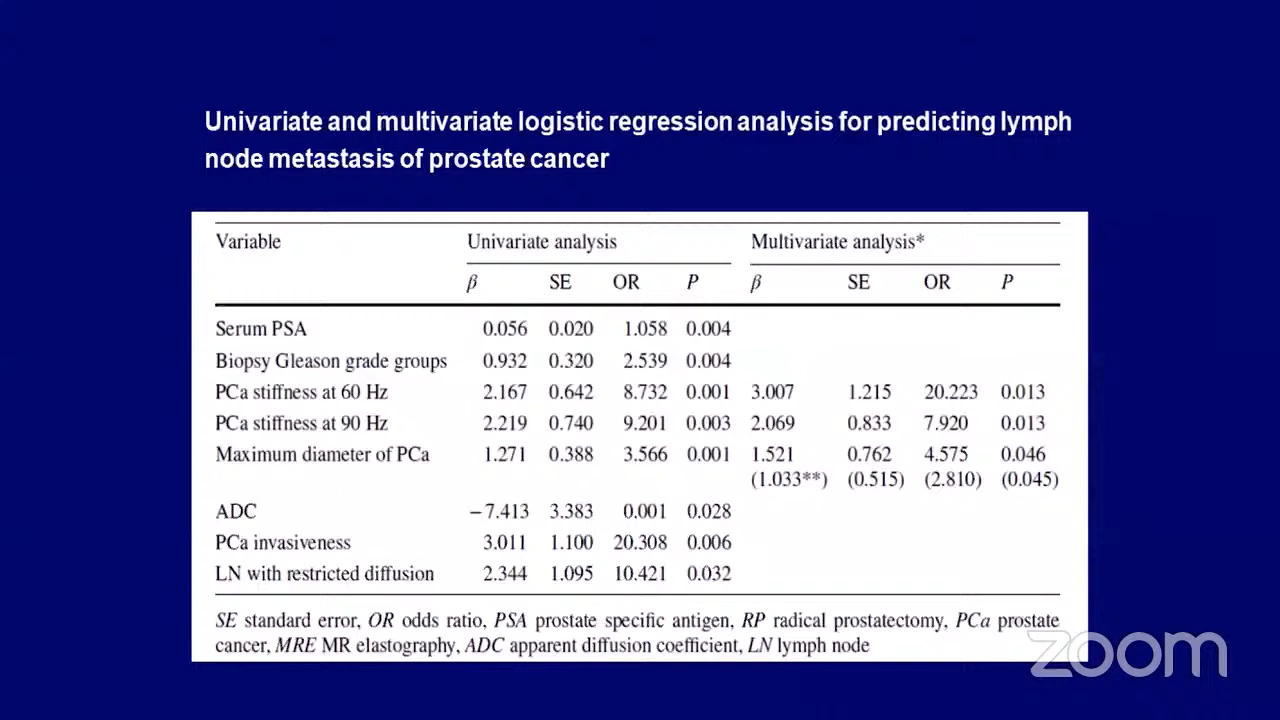 Univariate and multivariate logistic regression analysis for predicting lymph
node metastasis of prostate cancer
Variable Univariate analysis Multivariate analysis*
β SE OR P β SE OR P
Serum PSA 0.056 0.020 1.058 0.004
Biopsy Gleason grade groups 0.932 0.320 2.539 0.004
PCa stiffness at 60 Hz 2.167 0.642 8.732 0.001 3.007 1.215 20.223 0.013
PCa stiffness at 90 Hz 2.219 0.740 9.201 0.003 2.069 0.833 7.920 0.013
Maximum diameter of PCa 1.271 0.388 3.566 0.001 1.521 0.762 4.575 0.046
(1.033**) (0.515) (2.810) (0.045)
ADC −7.413 3.383 0.001 0.028
PCa invasiveness 3.011 1.100 20.308 0.006
LN with restricted diffusion 2.344 1.095 10.421 0.032
SE standard error, OR odds ratio, PSA prostate specific antigen, RP radical prostatectomy, PCa prostate
cancer, MRE MR elastography, ADC apparent diffusion coefficient, LN lymph node
zoom